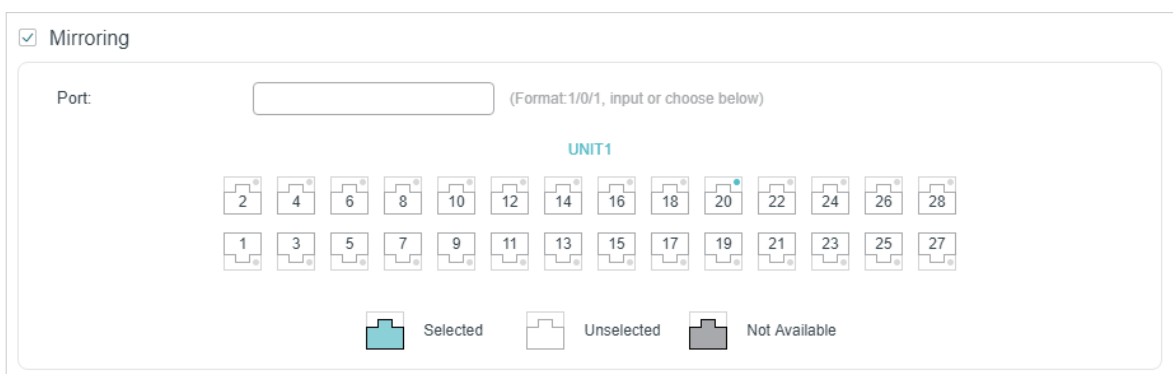 Mirroring
Port: (Format:1/0/1, input or choose below)
UNIT1
2 4 6 8 10 12 14 16 18 20 22 24 26 28
1 3 5 7 9 11 13 15 17 19 21 23 25 27
Selected Unselected Not Available